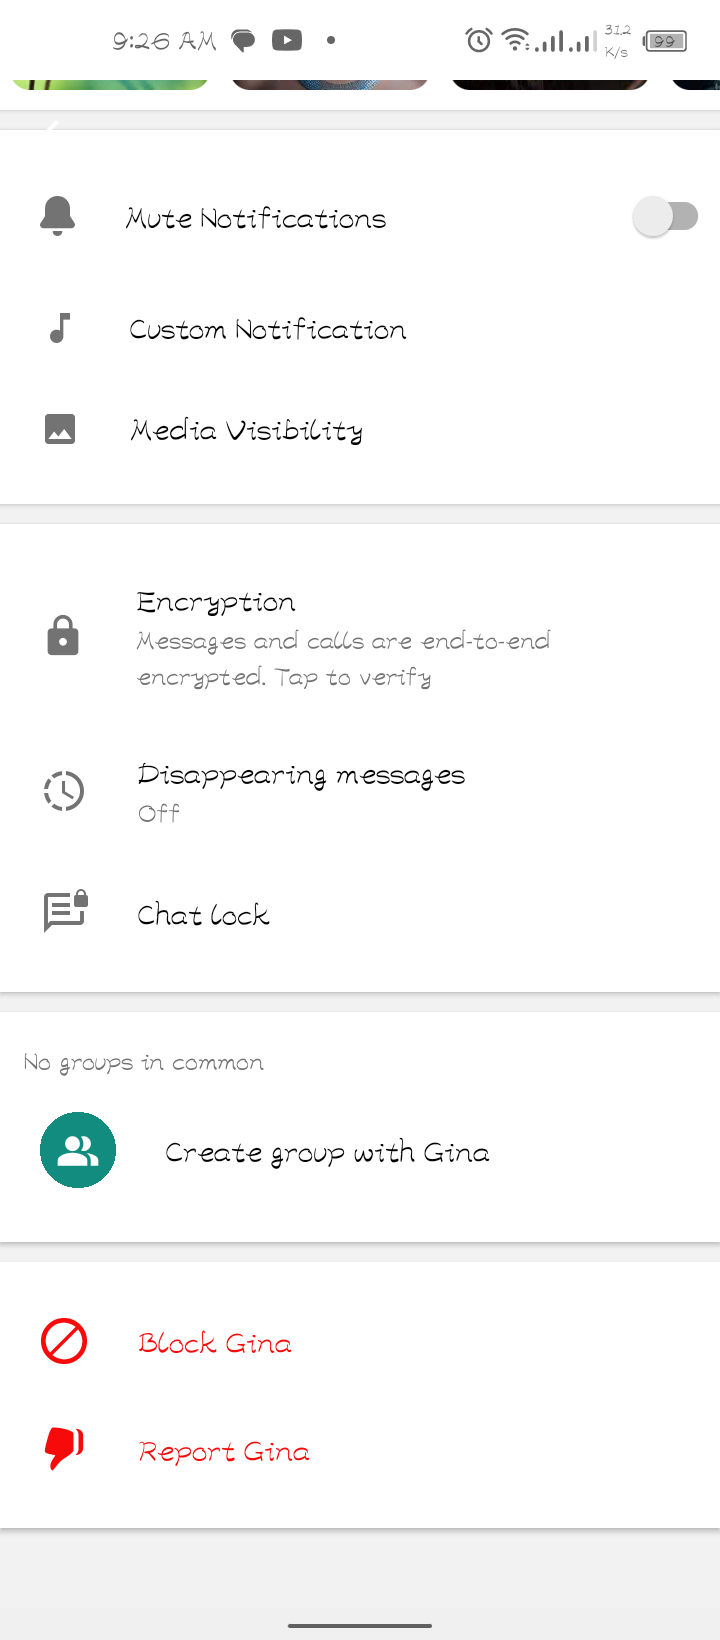 9:26 AM
31.2
K/s
99
Mute Notifications
Custom Notification
Media Visibility
Encryption
Messages and calls are end-to-end
encrypted. Tap to verify
Disappearing messages
Off
Chat lock
No groups in common
Create group with Gina
Block Gina
Report Gina